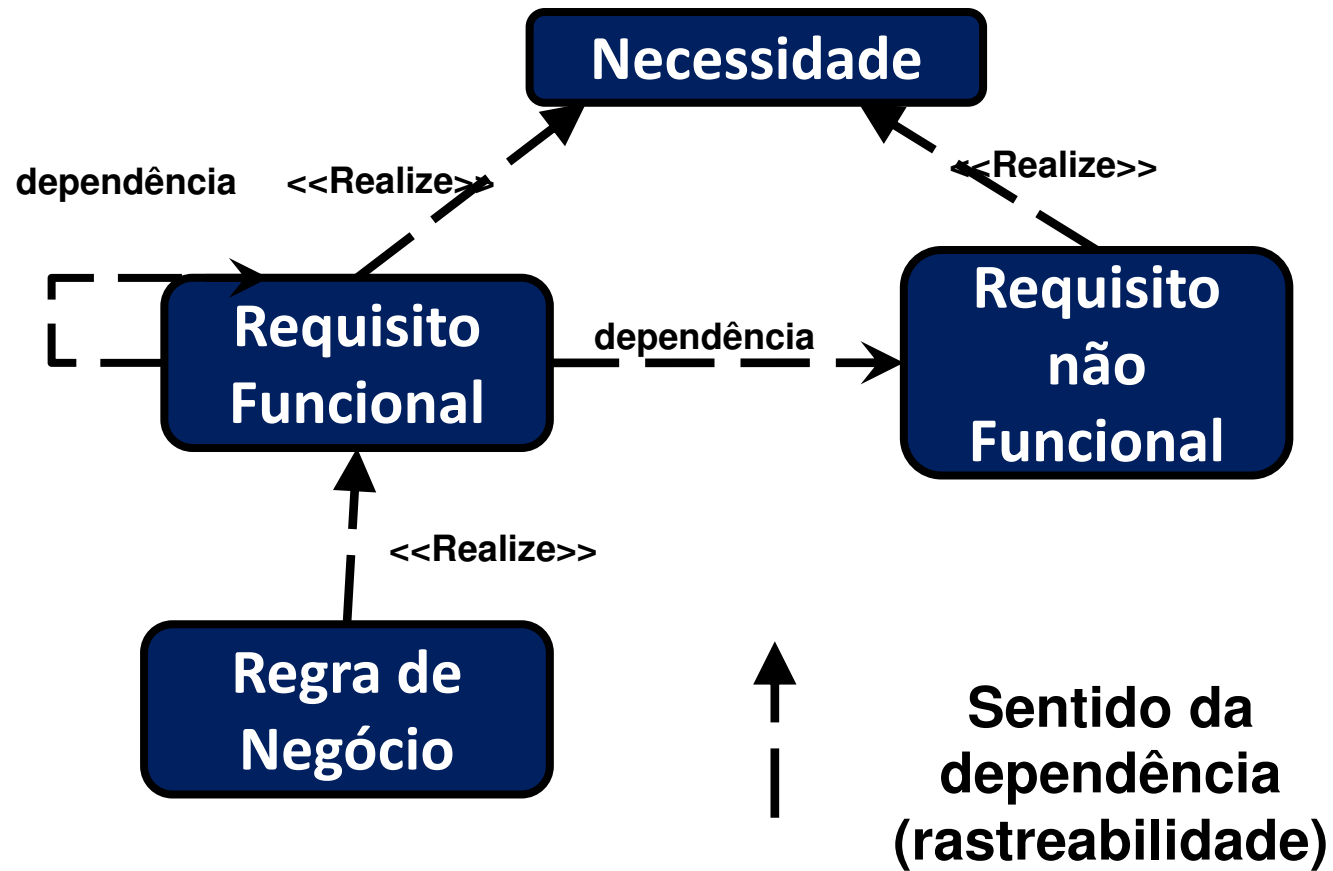 Necessidade
dependência
<<Realize>>
<<Realize>>
Requisito
Funcional
dependência
Requisito
não
Funcional
<<Realize>>
Regra de
Negócio
Sentido da
dependência
(rastreabilidade)